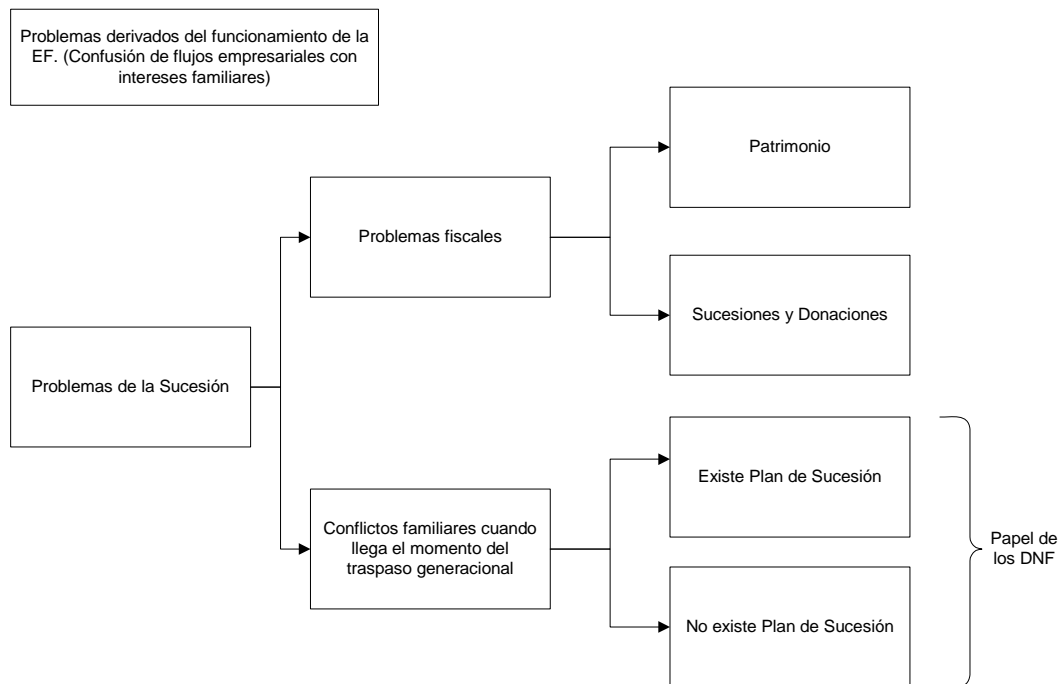 Problemas derivados del funcionamiento de la
EF. (Confusión de flujos empresariales con
intereses familiares)
Patrimonio
Problemas fiscales
Sucesiones y Donaciones
Problemas de la Sucesión
Existe Plan de Sucesión
Conflictos familiares cuando
llega el momento del
traspaso generacional
Papel de
los DNF
No existe Plan de Sucesión